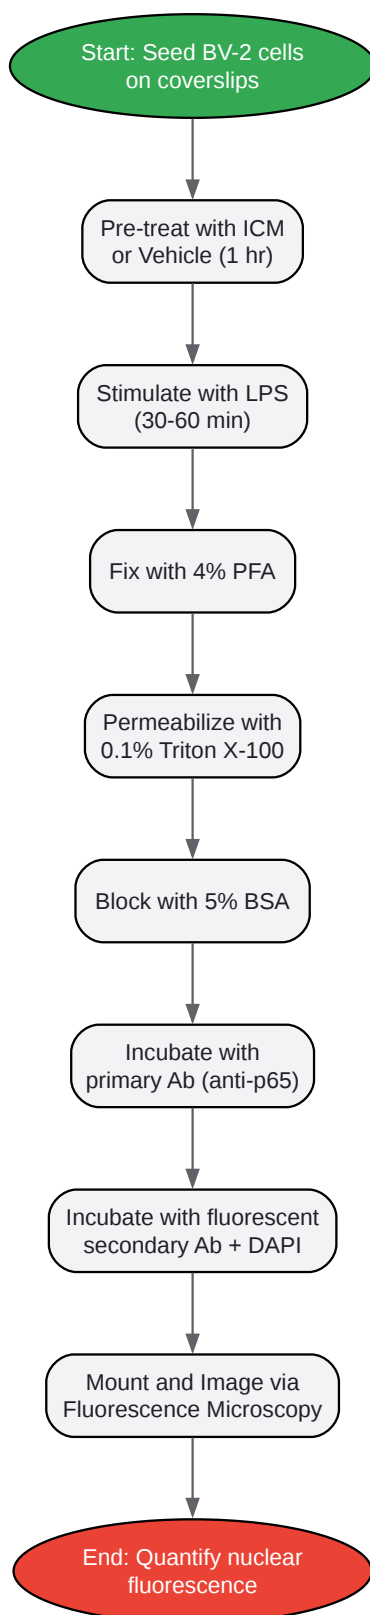 Start: Seed BV-2 cells
on coverslips
Pre-treat with ICM
or Vehicle (1 hr)
Stimulate with LPS
(30-60 min)
Fix with 4% PFA
Permeabilize with
0.1% Triton X-100
Block with 5% BSA
Incubate with
primary Ab (anti-p65)
Incubate with fluorescent
secondary Ab + DAPI
Mount and Image via
Fluorescence Microscopy
End: Quantify nuclear
fluorescence